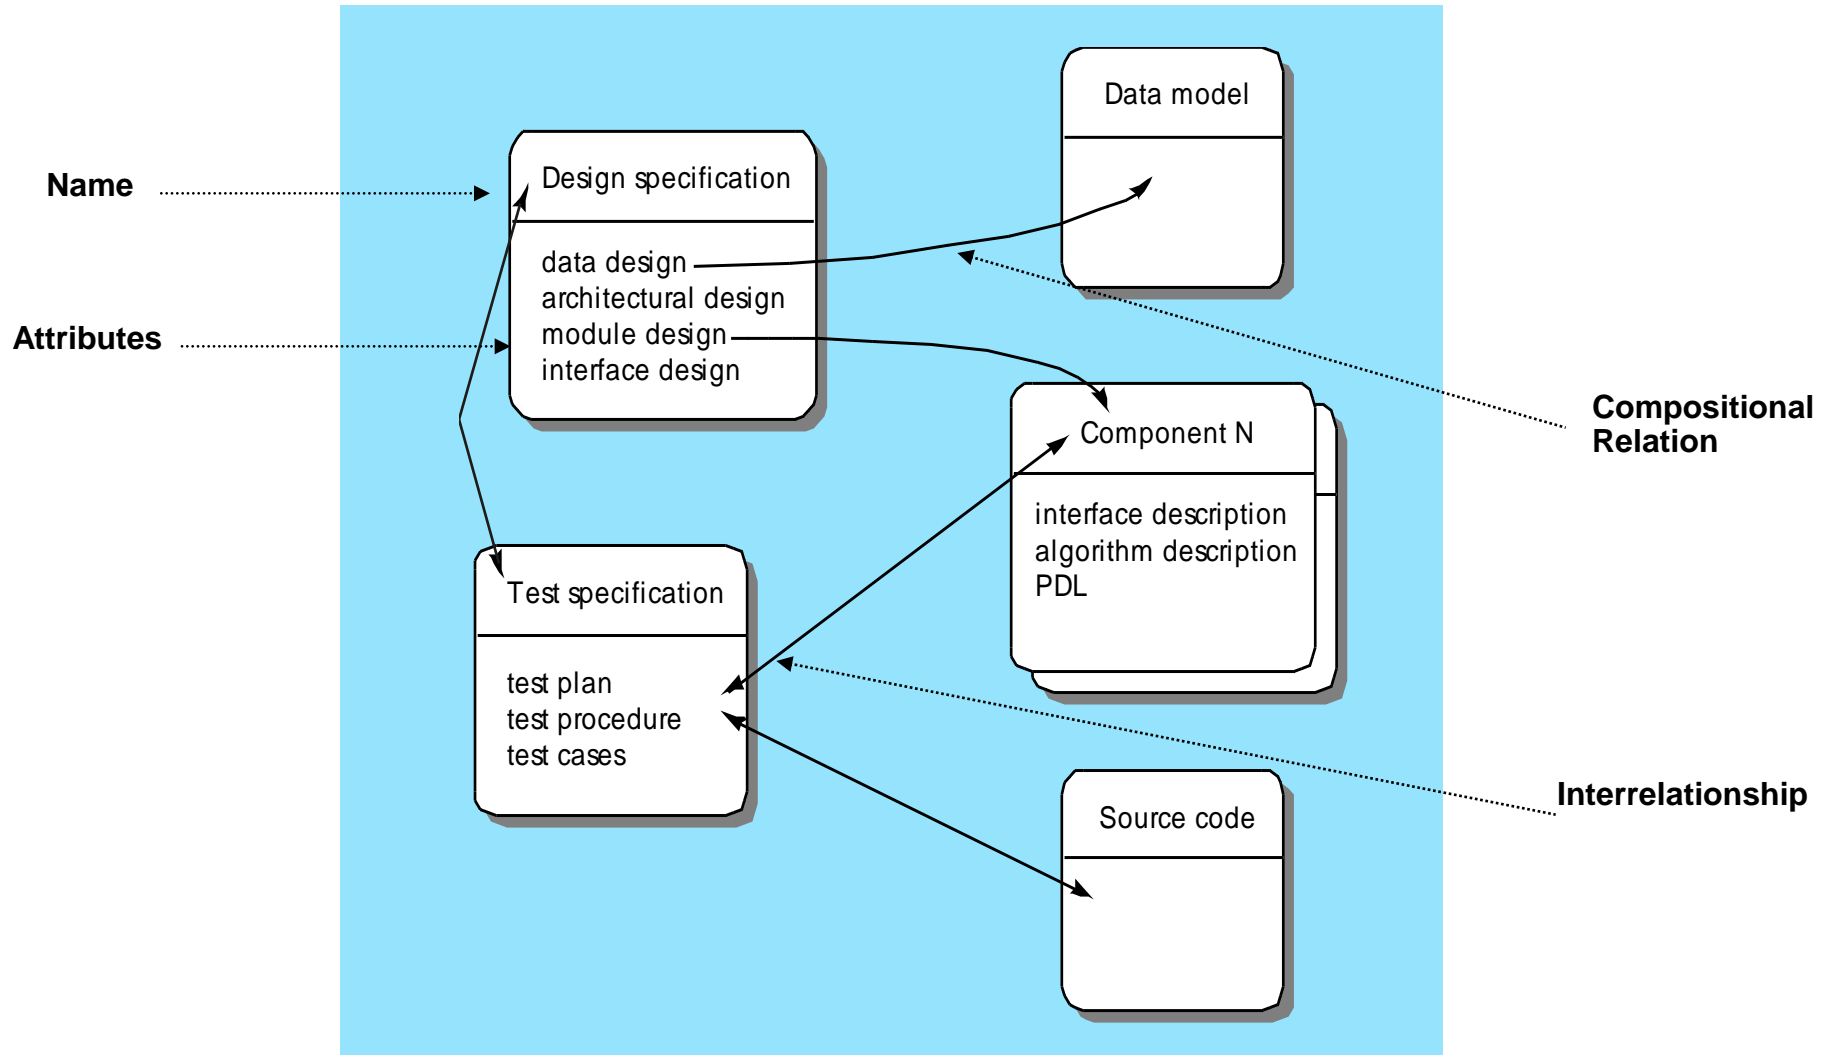 Data model
Name
Design specification
data design
architectural design
module design
interface design
Attributes
Compositional
Relation
Component N
interface description
algorithm description
PDL
Test specification
test plan
test procedure
test cases
Interrelationship
Source code